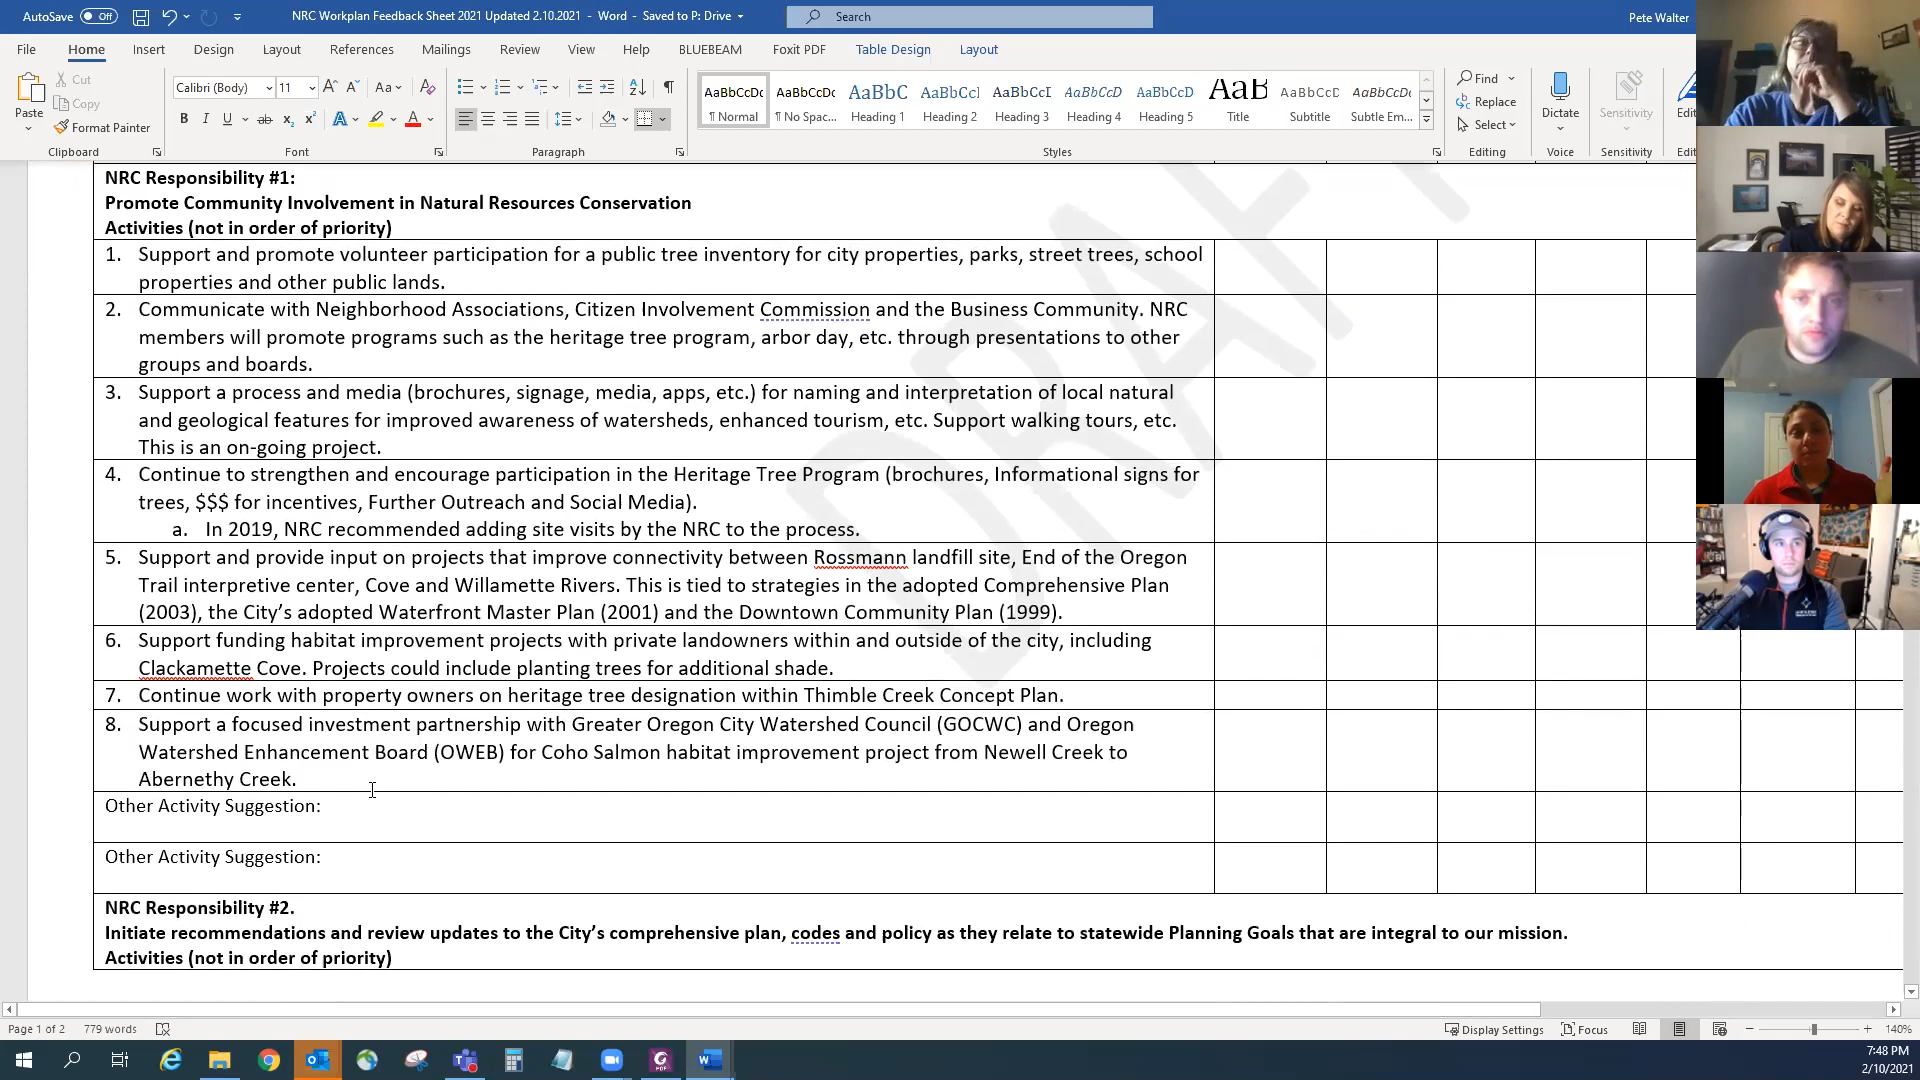 AutoSave Off NRC Workplan Feedback Sheet 2021 Updated 2.10.2021 - Word - Saved to P: Drive Search Pete Walter
File Home Insert Design Layout References Mailings Review View Help BLUEBEAM Foxit PDF Table Design Layout
Paste Cut Copy Format Painter
Calibri (Body) 11
AaBbCcDc AaBbCcDc AaBbC AaBbCcl AaBbCcI AaBbCcD AaBbCcD AaB AaBbCcD AaBbCcDc
¶ Normal ¶ No Spac... Heading 1 Heading 2 Heading 3 Heading 4 Heading 5 Title Subtitle Subtle Em...
Find Replace Select Dictate Sensitivity
Clipboard Font Paragraph Styles Editing Voice Sensitivity
DRAFT
NRC Responsibility #1:
Promote Community Involvement in Natural Resources Conservation
Activities (not in order of priority)
1. Support and promote volunteer participation for a public tree inventory for city properties, parks, street trees, school
properties and other public lands.
2. Communicate with Neighborhood Associations, Citizen Involvement Commission and the Business Community. NRC
members will promote programs such as the heritage tree program, arbor day, etc. through presentations to other
groups and boards.
3. Support a process and media (brochures, signage, media, apps, etc.) for naming and interpretation of local natural
and geological features for improved awareness of watersheds, enhanced tourism, etc. Support walking tours, etc.
This is an on-going project.
4. Continue to strengthen and encourage participation in the Heritage Tree Program (brochures, Informational signs for
trees, $$$ for incentives, Further Outreach and Social Media).
a. In 2019, NRC recommended adding site visits by the NRC to the process.
5. Support and provide input on projects that improve connectivity between Rossmann landfill site, End of the Oregon
Trail interpretive center, Cove and Willamette Rivers. This is tied to strategies in the adopted Comprehensive Plan
(2003), the City’s adopted Waterfront Master Plan (2001) and the Downtown Community Plan (1999).
6. Support funding habitat improvement projects with private landowners within and outside of the city, including
Clackamette Cove. Projects could include planting trees for additional shade.
7. Continue work with property owners on heritage tree designation within Thimble Creek Concept Plan.
8. Support a focused investment partnership with Greater Oregon City Watershed Council (GOCWC) and Oregon
Watershed Enhancement Board (OWEB) for Coho Salmon habitat improvement project from Newell Creek to
Abernethy Creek.
Other Activity Suggestion:
Other Activity Suggestion:
NRC Responsibility #2.
Initiate recommendations and review updates to the City’s comprehensive plan, codes and policy as they relate to statewide Planning Goals that are integral to our mission.
Activities (not in order of priority)
Page 1 of 2 779 words Display Settings Focus 140%
7:48 PM
2/10/2021